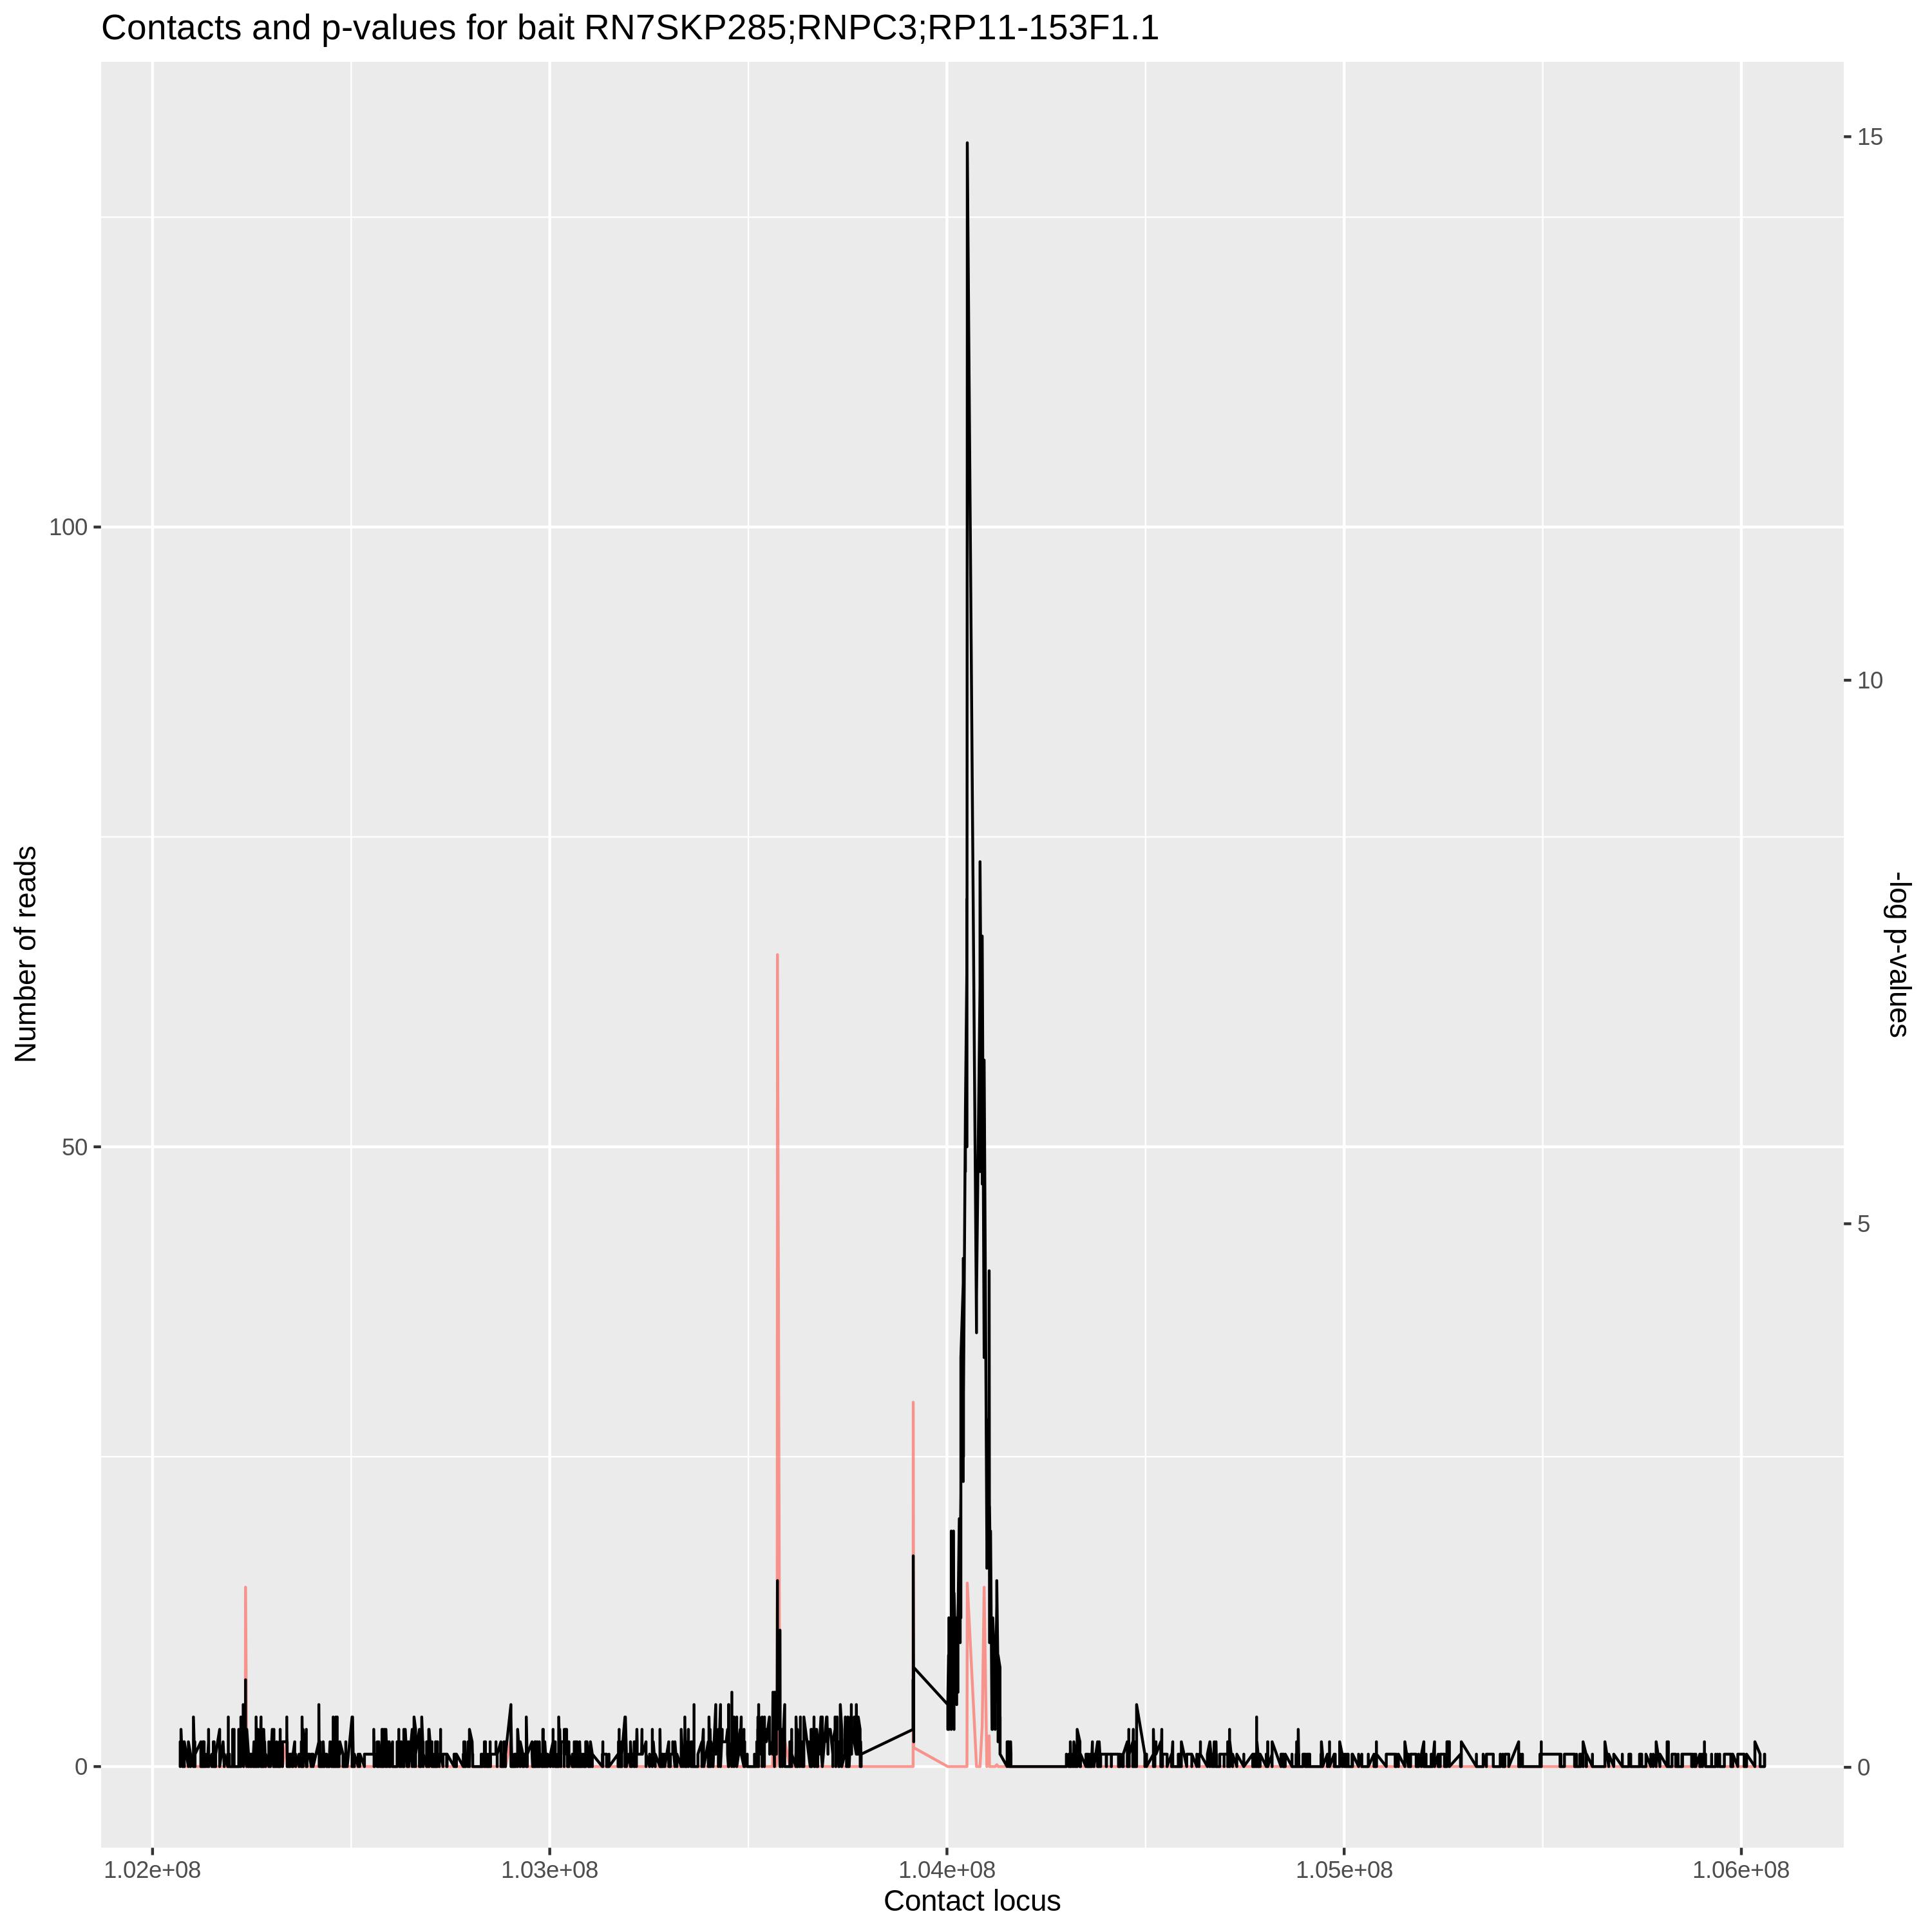 Contacts and p-values for bait RN7SKP285;RNPC3;RP11-153F1.1
15
100
10
Number of reads
-log p-values
50
5
0
0
1.02e+08
1.03e+08
1.04e+08
1.05e+08
1.06e+08
Contact locus